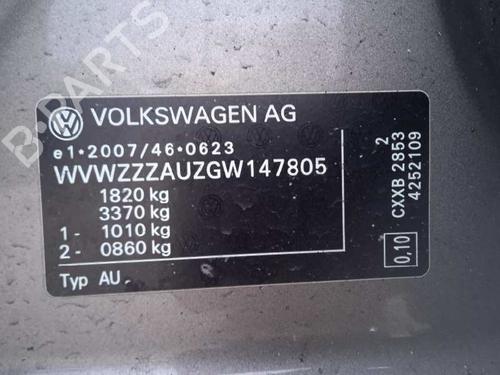 B-PARTS
VOLKSWAGEN AG
e1•2007/46•0623
WVWZZZAUZGW147805
1820 kg
3370 kg
1- 1010 kg
2- 0860 kg
Typ AU
2
CXXB 2853
4252109
0,10